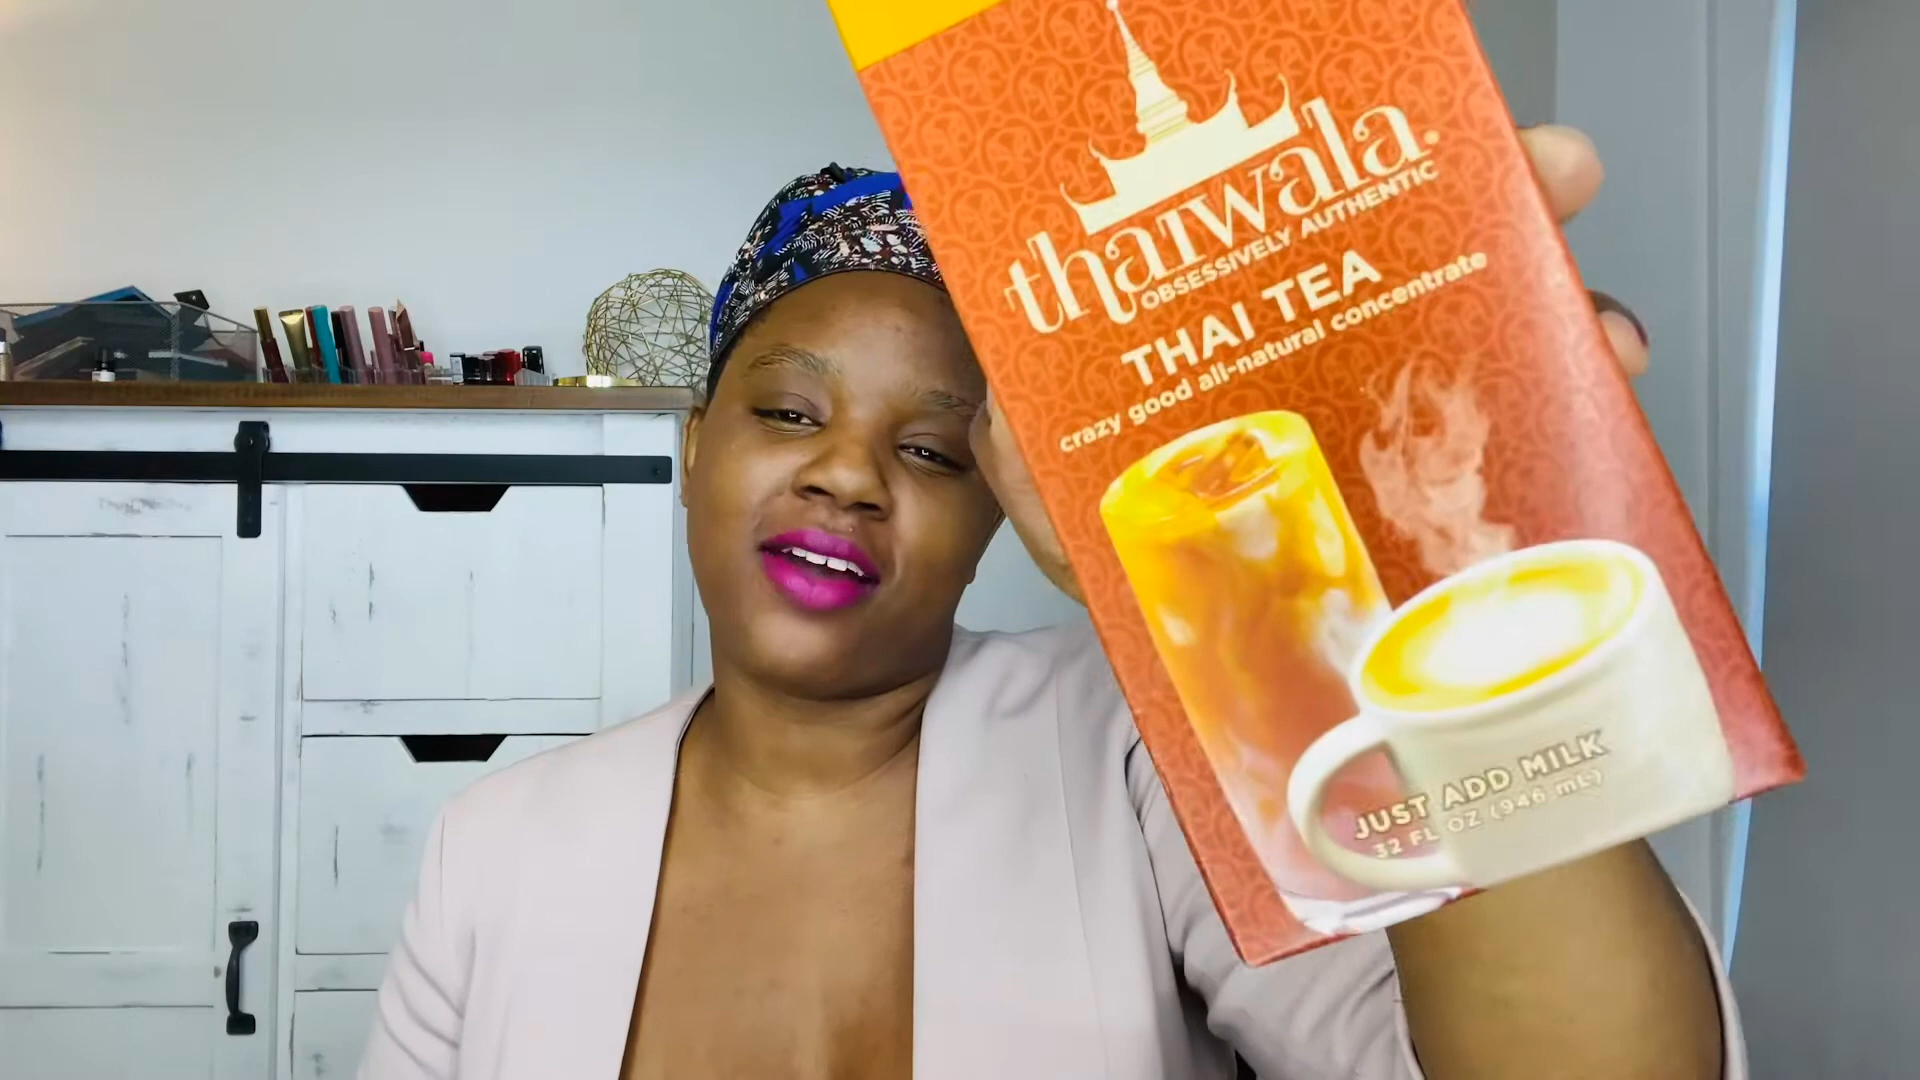 thaiwala®
OBSESSIVELY AUTHENTIC
THAI TEA
crazy good all-natural concentrate
JUST ADD MILK
32 FL OZ (946 mL)